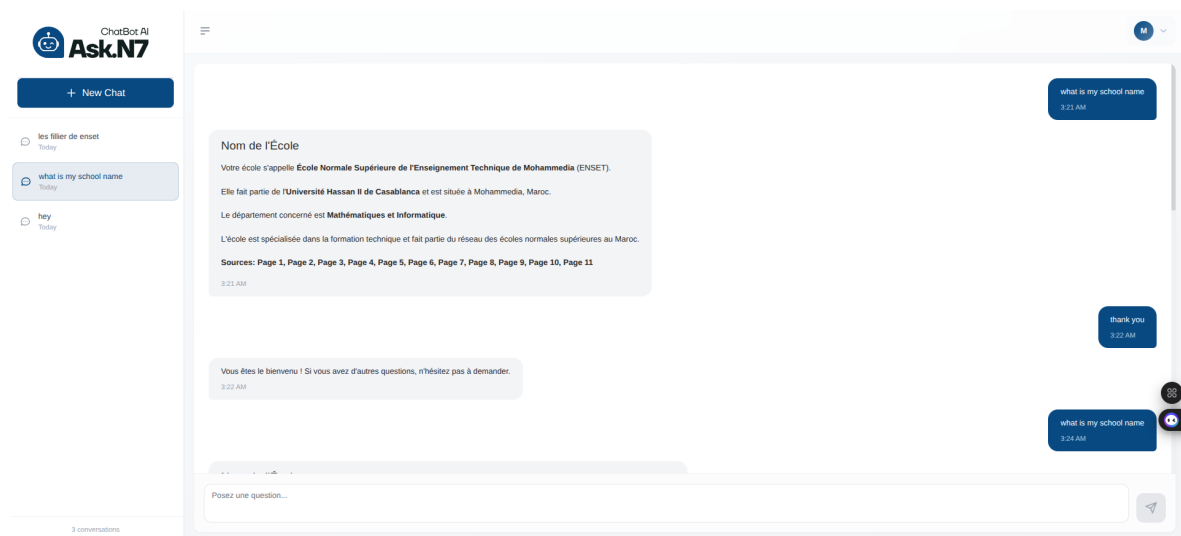 ChatBot AI
Ask.N7
New Chat
les fillier de enset
Today
what is my school name
Today
hey
Today
3 conversations
M
what is my school name
3:21 AM
Nom de l'École
Votre école s'appelle École Normale Supérieure de l'Enseignement Technique de Mohammedia (ENSET).
Elle fait partie de l'Université Hassan II de Casablanca et est située à Mohammedia, Maroc.
Le département concerné est Mathématiques et Informatique.
L'école est spécialisée dans la formation technique et fait partie du réseau des écoles normales supérieures au Maroc.
Sources: Page 1, Page 2, Page 3, Page 4, Page 5, Page 6, Page 7, Page 8, Page 9, Page 10, Page 11
3:21 AM
thank you
3:22 AM
Vous êtes le bienvenu ! Si vous avez d'autres questions, n'hésitez pas à demander.
3:22 AM
what is my school name
3:24 AM
Posez une question...